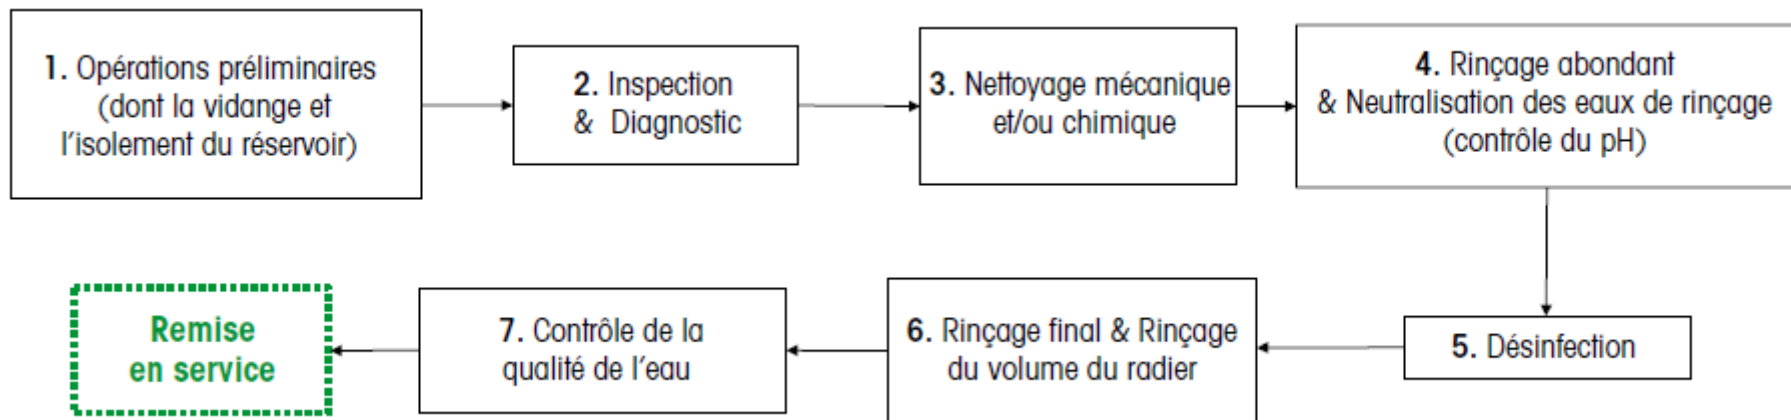 1. Opérations préliminaires
(dont la vidange et
l'isolement du réservoir)
2. Inspection
& Diagnostic
3. Nettoyage mécanique
et/ou chimique
4. Rinçage abondant
& Neutralisation des eaux de rinçage
(contrôle du pH)
5. Désinfection
6. Rinçage final & Rinçage
du volume du radier
7. Contrôle de la
qualité de l'eau
Remise
en service